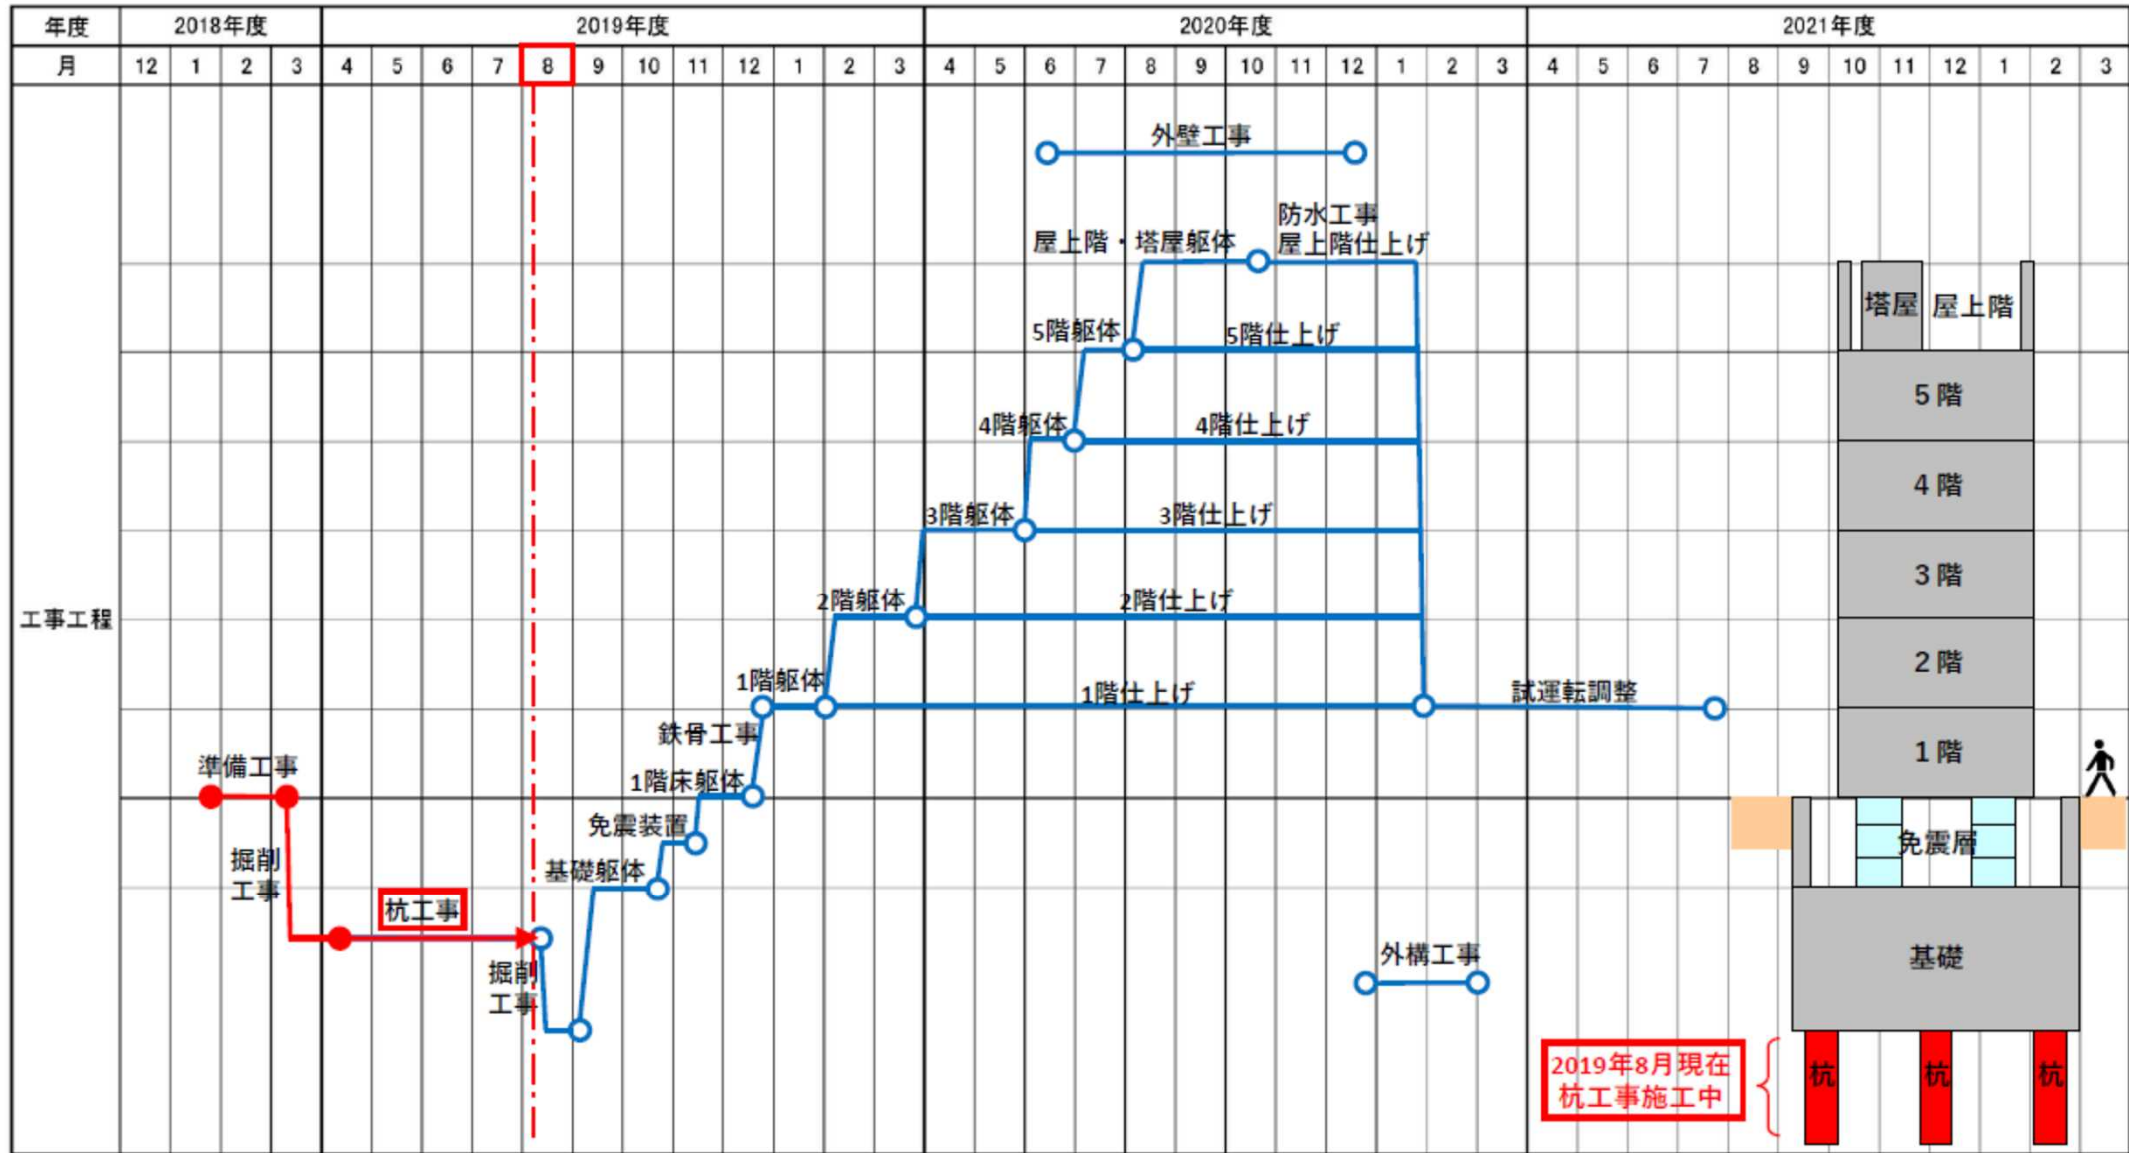 年度 2018年度 2019年度 2020年度 2021年度
月 12 1 2 3 4 5 6 7 8 9 10 11 12 1 2 3 4 5 6 7 8 9 10 11 12 1 2 3 4 5 6 7 8 9 10 11 12 1 2 3
工事工程
外壁工事
防水工事
屋上階・塔屋躯体 屋上階仕上げ
5階躯体 5階仕上げ
4階躯体 4階仕上げ
3階躯体 3階仕上げ
2階躯体 2階仕上げ
1階躯体 1階仕上げ 試運転調整
鉄骨工事
準備工事
1階床躯体
免震装置
掘削
工事
基礎躯体
杭工事
掘削
工事
外構工事
塔屋 屋上階
5階
4階
3階
2階
1階
免震層
基礎
杭 杭 杭
2019年8月現在
杭工事施工中